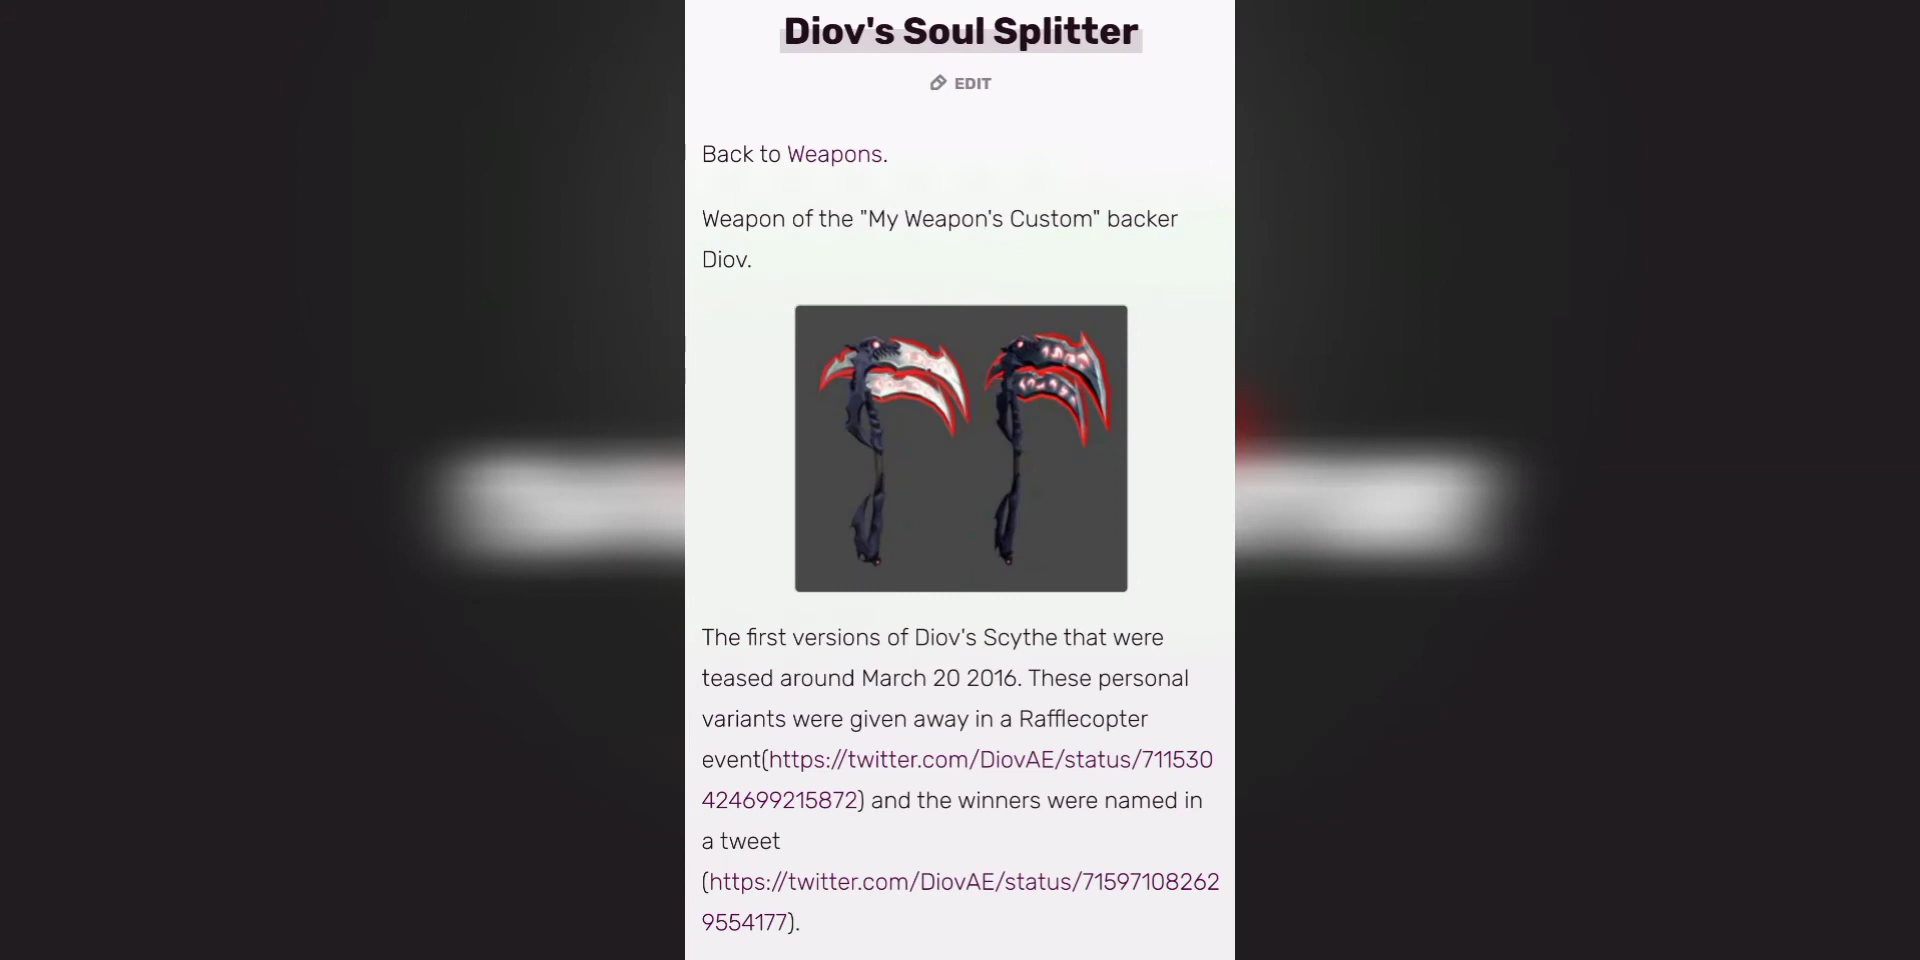 Diov's Soul Splitter
EDIT
Back to Weapons.
Weapon of the "My Weapon's Custom" backer
Diov.
The first versions of Diov's Scythe that were
teased around March 20 2016. These personal
variants were given away in a Rafflecopter
event(https://twitter.com/DiovAE/status/711530
424699215872) and the winners were named in
a tweet
(https://twitter.com/DiovAE/status/71597108262
9554177).